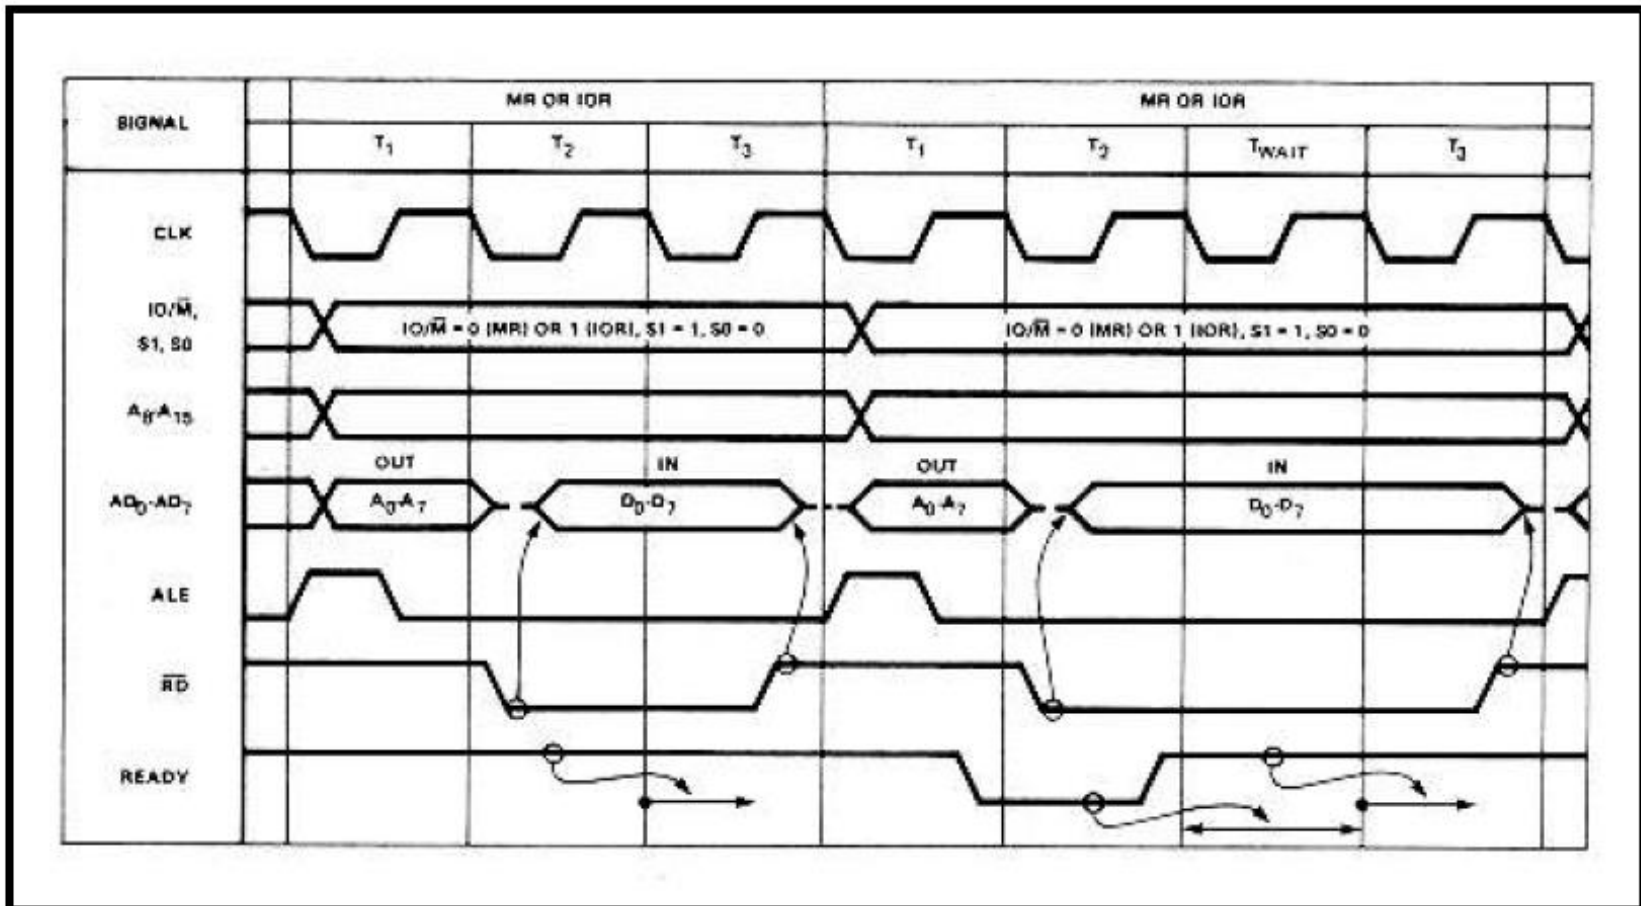 SIGNAL
MR OR IOR
MR OR IOR
T1
T2
T3
T1
T2
TWAIT
T3
CLK
IO/M̅,
S1, S0
IO/M̅ = 0 (MR) OR 1 (IOR), S1 = 1, S0 = 0
IO/M̅ = 0 (MR) OR 1 (IOR), S1 = 1, S0 = 0
A8-A15
OUT
IN
OUT
IN
AD0-AD7
A0-A7
D0-D7
A0-A7
D0-D7
ALE
R̅D̅
READY